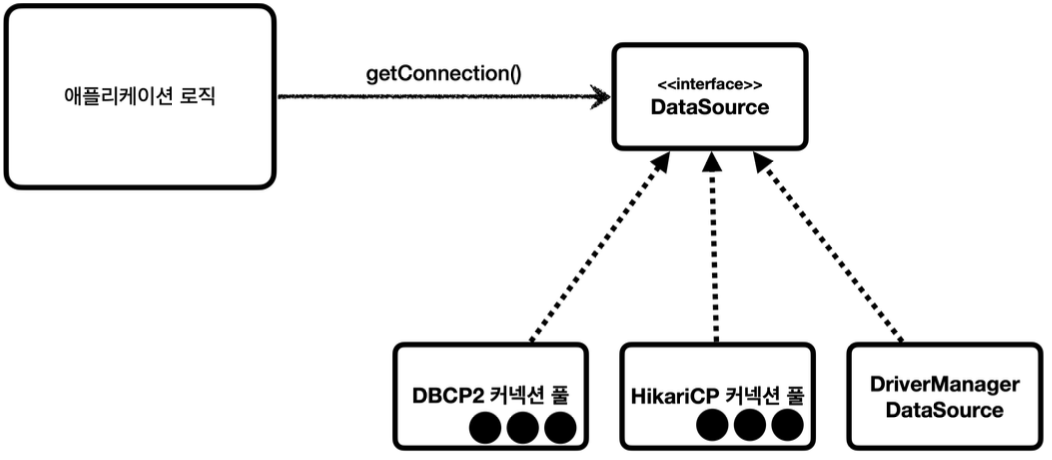 애플리케이션 로직
getConnection()
<<interface>>
DataSource
DBCP2 커넥션 풀
HikariCP 커넥션 풀
DriverManager
DataSource